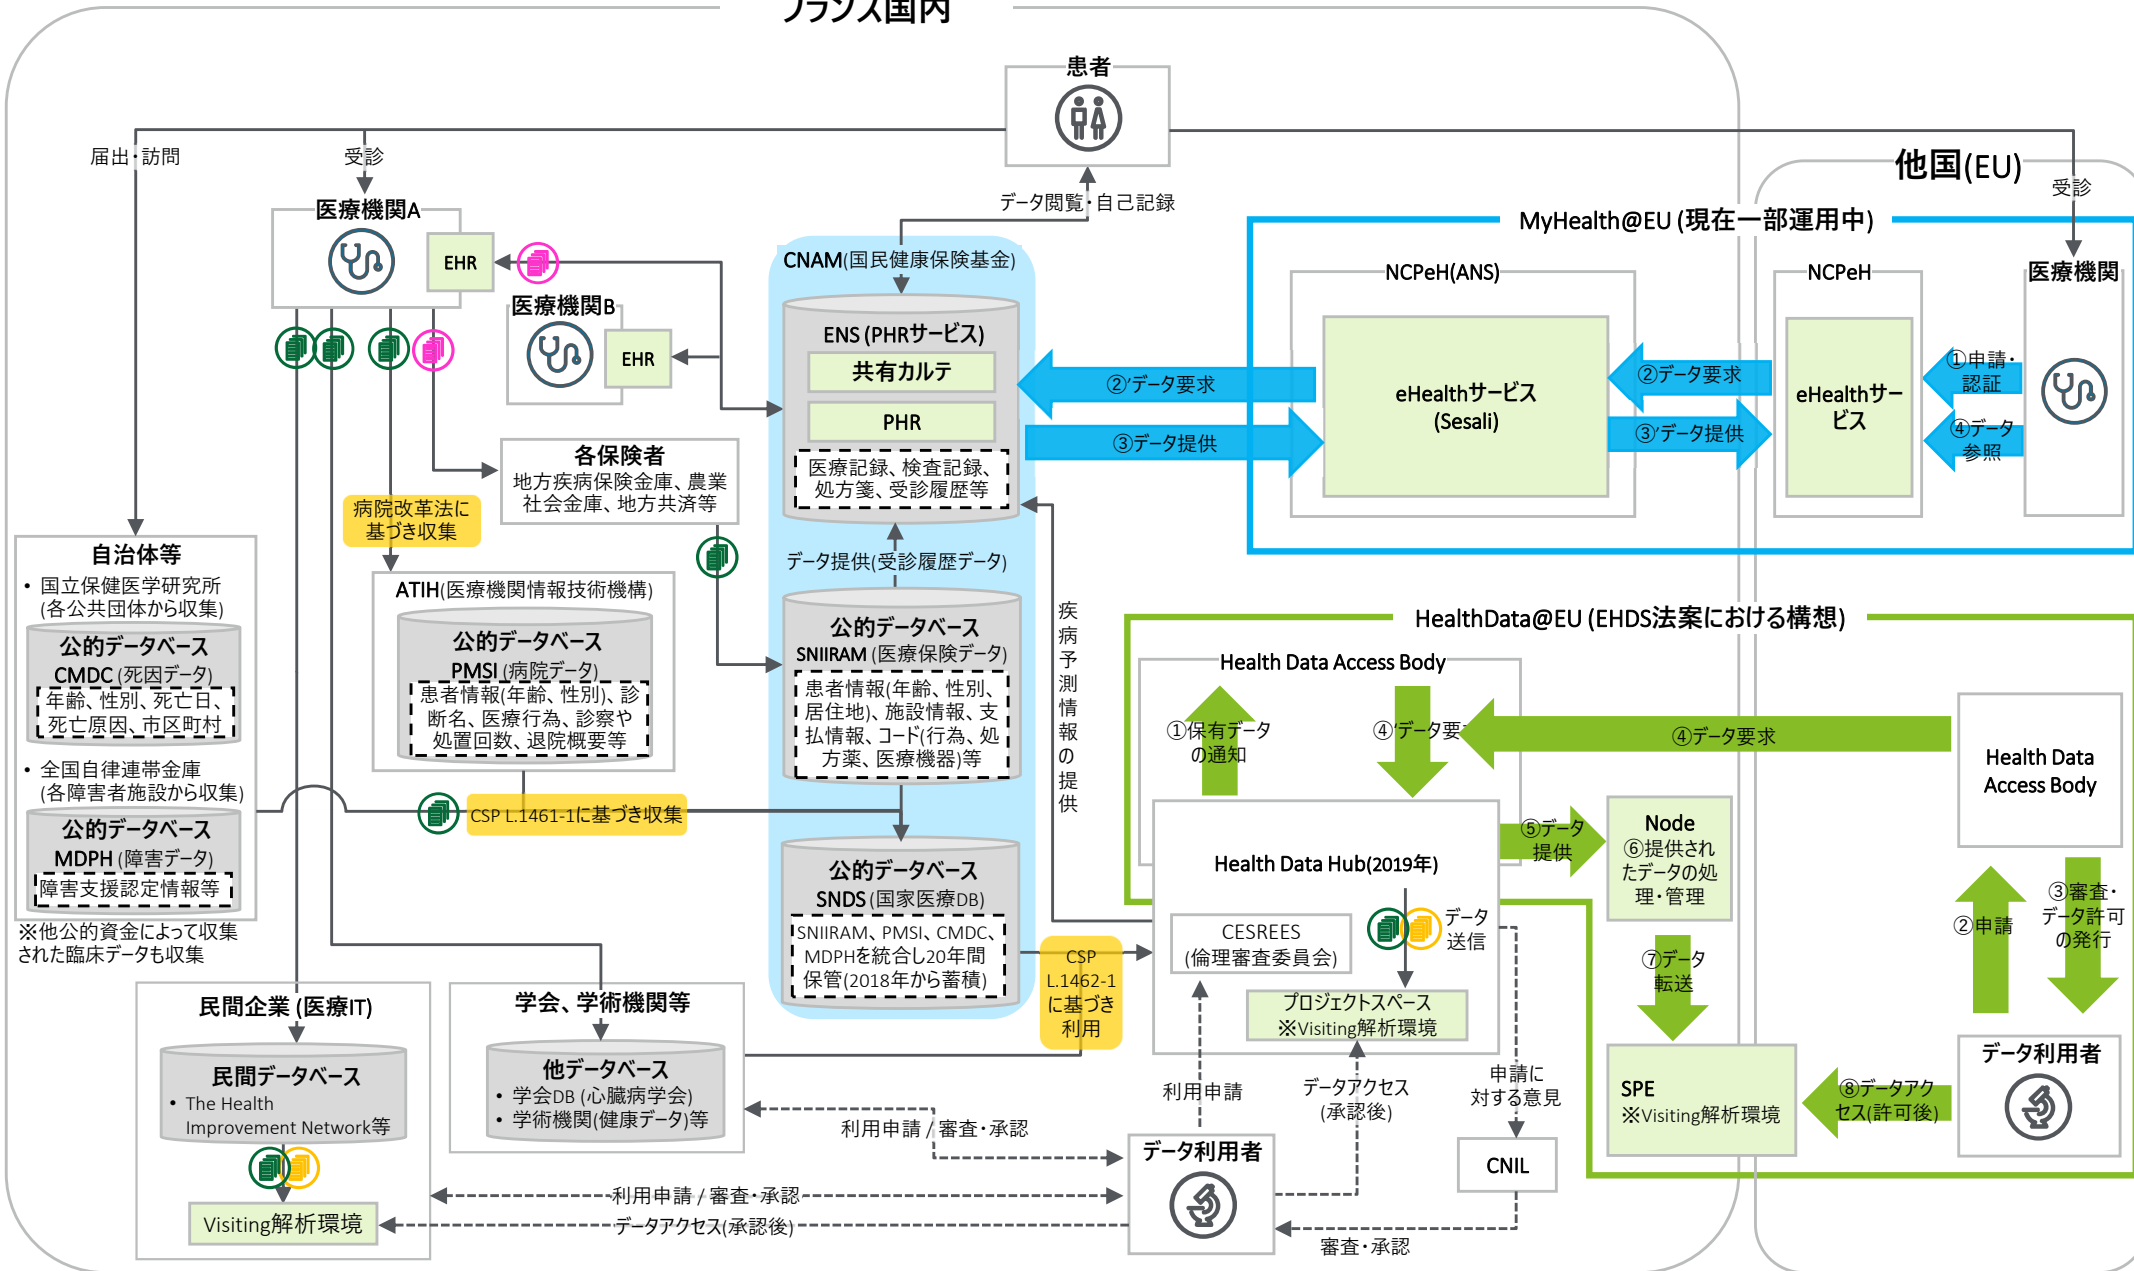 フランス国内
患者
届出・訪問
受診
データ閲覧・自己記録
他国(EU)
受診
医療機関A
EHR
医療機関B
EHR
CNAM(国民健康保険基金)
ENS (PHRサービス)
共有カルテ
PHR
医療記録、検査記録、
処方箋、受診履歴等
MyHealth@EU (現在一部運用中)
NCPeH(ANS)
eHealthサービス
(Sesali)
NCPeH
eHealthサー
ビス
医療機関
②’データ要求
③データ提供
②データ要求
③’データ提供
①申請・
認証
④データ
参照
各保険者
地方疾病保険金庫、農業
社会金庫、地方共済等
病院改革法に
基づき収集
データ提供(受診履歴データ)
自治体等
• 国立保健医学研究所
(各公共団体から収集)
公的データベース
CMDC (死因データ)
年齢、性別、死亡日、
死亡原因、市区町村
• 全国自律連帯金庫
(各障害者施設から収集)
公的データベース
MDPH (障害データ)
障害支援認定情報等
※他公的資金によって収集
された臨床データも収集
ATIH(医療機関情報技術機構)
公的データベース
PMSI (病院データ)
患者情報(年齢、性別)、診
断名、医療行為、診察や
処置回数、退院概要等
公的データベース
SNIIRAM (医療保険データ)
患者情報(年齢、性別、
居住地)、施設情報、支
払情報、コード(行為、処
方薬、医療機器)等
CSP L.1461-1に基づき収集
公的データベース
SNDS (国家医療DB)
SNIIRAM、PMSI、CMDC、
MDPHを統合し20年間
保管(2018年から蓄積)
疾病予測情報の提供
CSP
L.1462-1
に基づき
利用
HealthData@EU (EHDS法案における構想)
Health Data Access Body
①保有データ
の通知
④’データ要
④データ要求
Health Data
Access Body
Health Data Hub(2019年)
CESREES
(倫理審査委員会)
データ
送信
プロジェクトスペース
※Visiting解析環境
⑤データ
提供
Node
⑥提供され
たデータの処
理・管理
⑦データ
転送
②申請
③審査・
データ許可
の発行
SPE
※Visiting解析環境
⑧データアク
セス(許可後)
データ利用者
民間企業 (医療IT)
民間データベース
• The Health
Improvement Network等
Visiting解析環境
学会、学術機関等
他データベース
• 学会DB (心臓病学会)
• 学術機関(健康データ)等
利用申請 / 審査・承認
利用申請 / 審査・承認
データアクセス(承認後)
データ利用者
利用申請
データアクセス
(承認後)
申請に
対する意見
CNIL
審査・承認